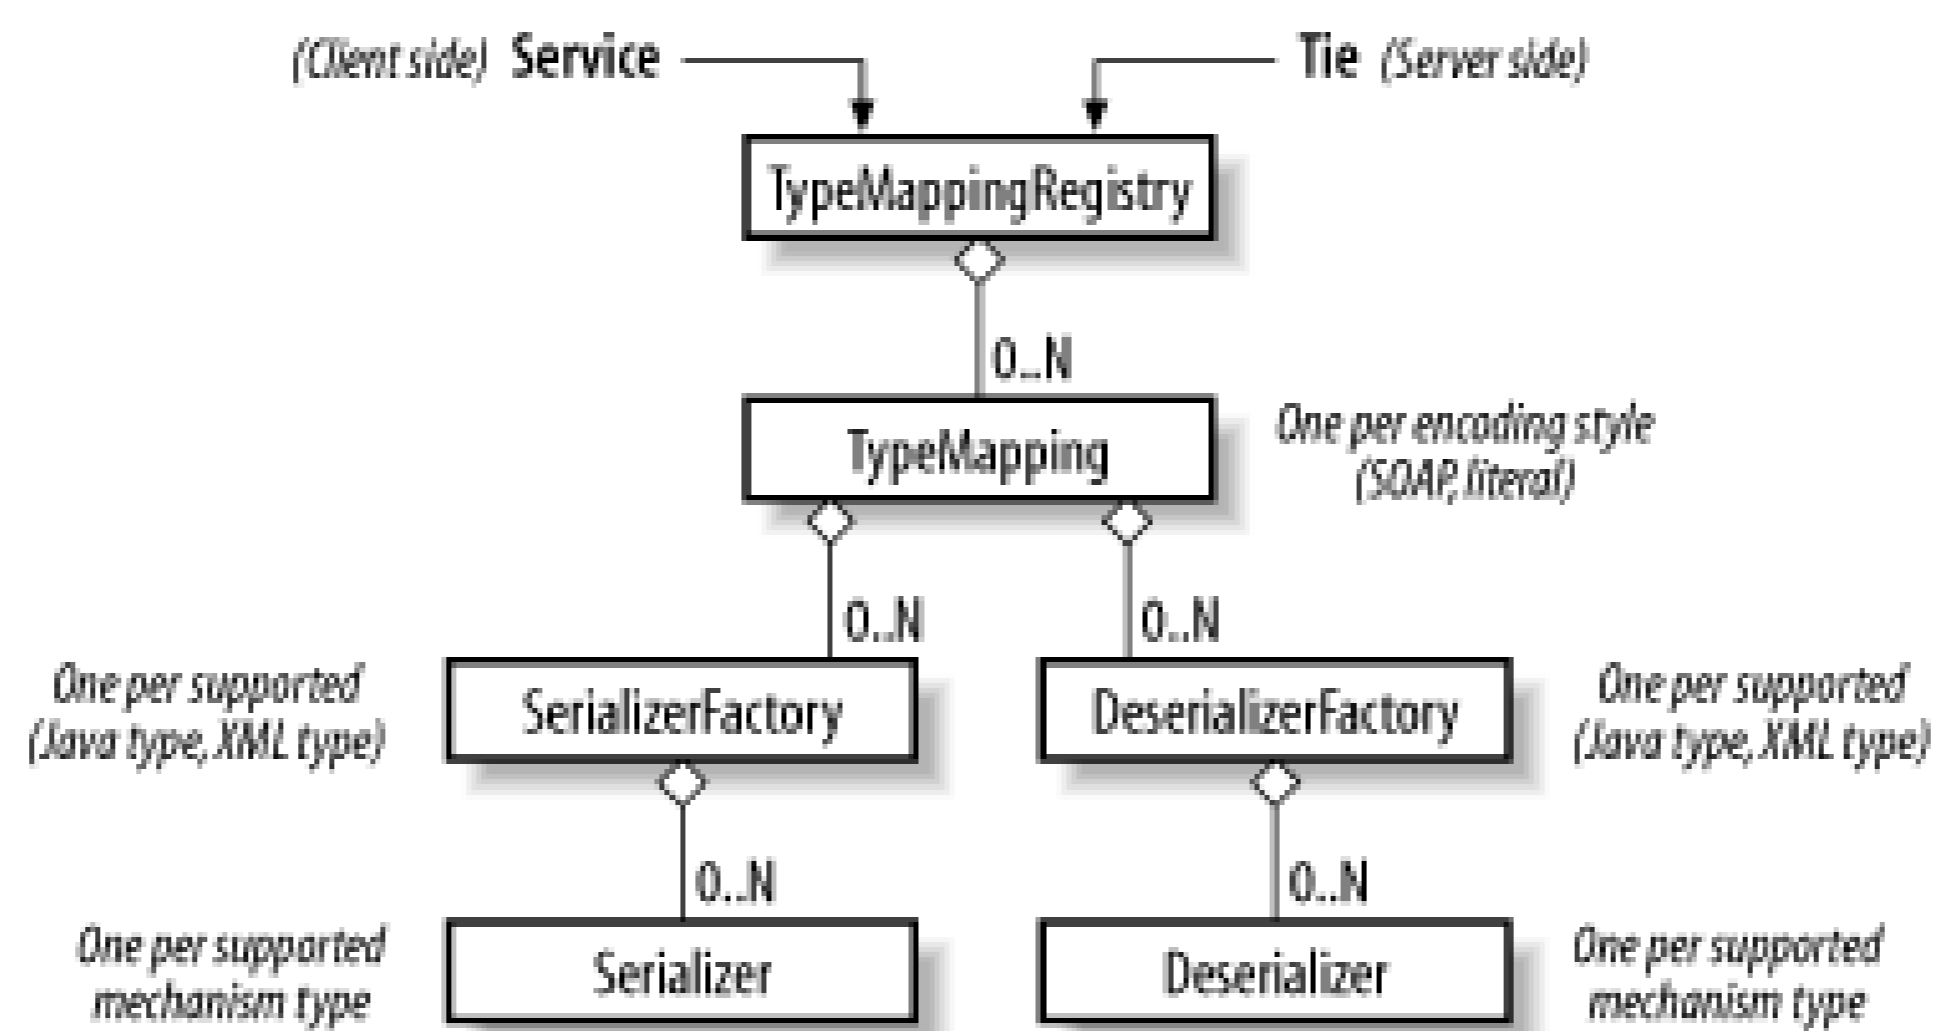 (Client side) Service
Tie (Server side)
TypeMappingRegistry
0..N
TypeMapping
One per encoding style
(SOAP, literal)
0..N
0..N
One per supported
(Java type, XML type)
SerializerFactory
DeserializerFactory
One per supported
(Java type, XML type)
0..N
0..N
One per supported
mechanism type
Serializer
Deserializer
One per supported
mechanism type